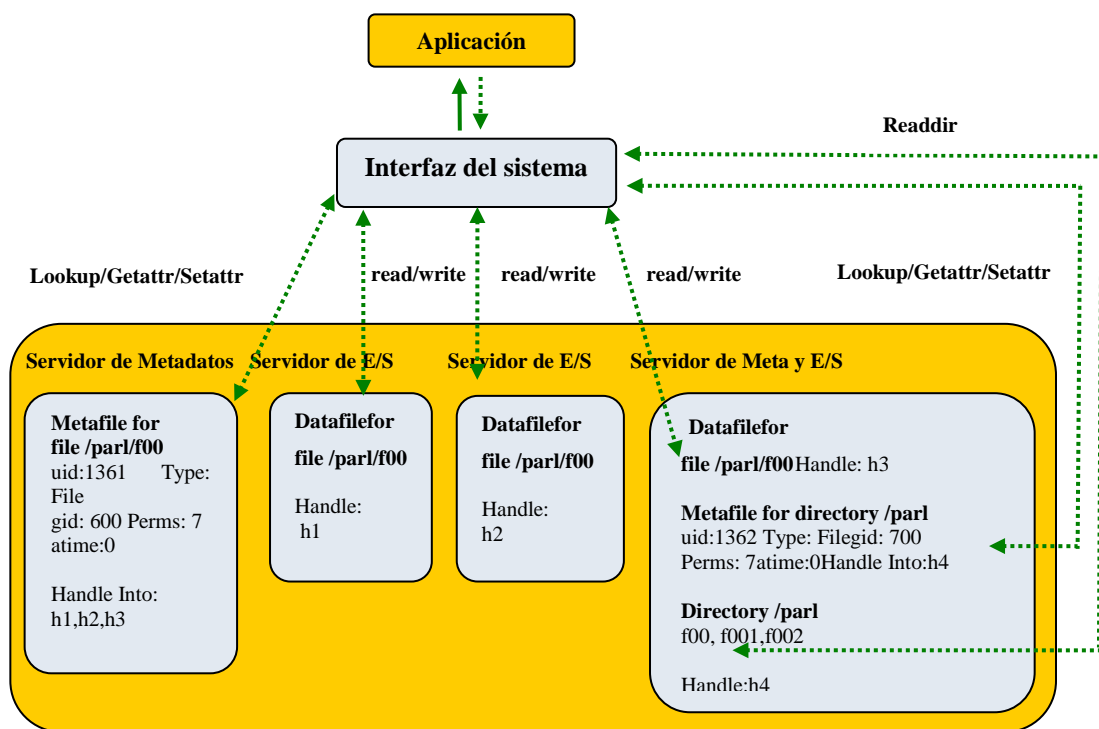 Aplicación
Readdir
Interfaz del sistema
Lookup/Getattr/Setattr
read/write
read/write
read/write
Lookup/Getattr/Setattr
Servidor de Metadatos
Servidor de E/S
Servidor de E/S
Servidor de Meta y E/S
Metafile for
file /parl/f00
uid:1361 Type:
File
gid: 600 Perms: 7
atime:0
Handle Into:
h1,h2,h3
Datafilefor
file /parl/f00
Handle:
h1
Datafilefor
file /parl/f00
Handle:
h2
Datafilefor
file /parl/f00Handle: h3
Metafile for directory /parl
uid:1362 Type: Filegid: 700
Perms: 7atime:0Handle Into:h4
Directory /parl
f00, f001,f002
Handle:h4